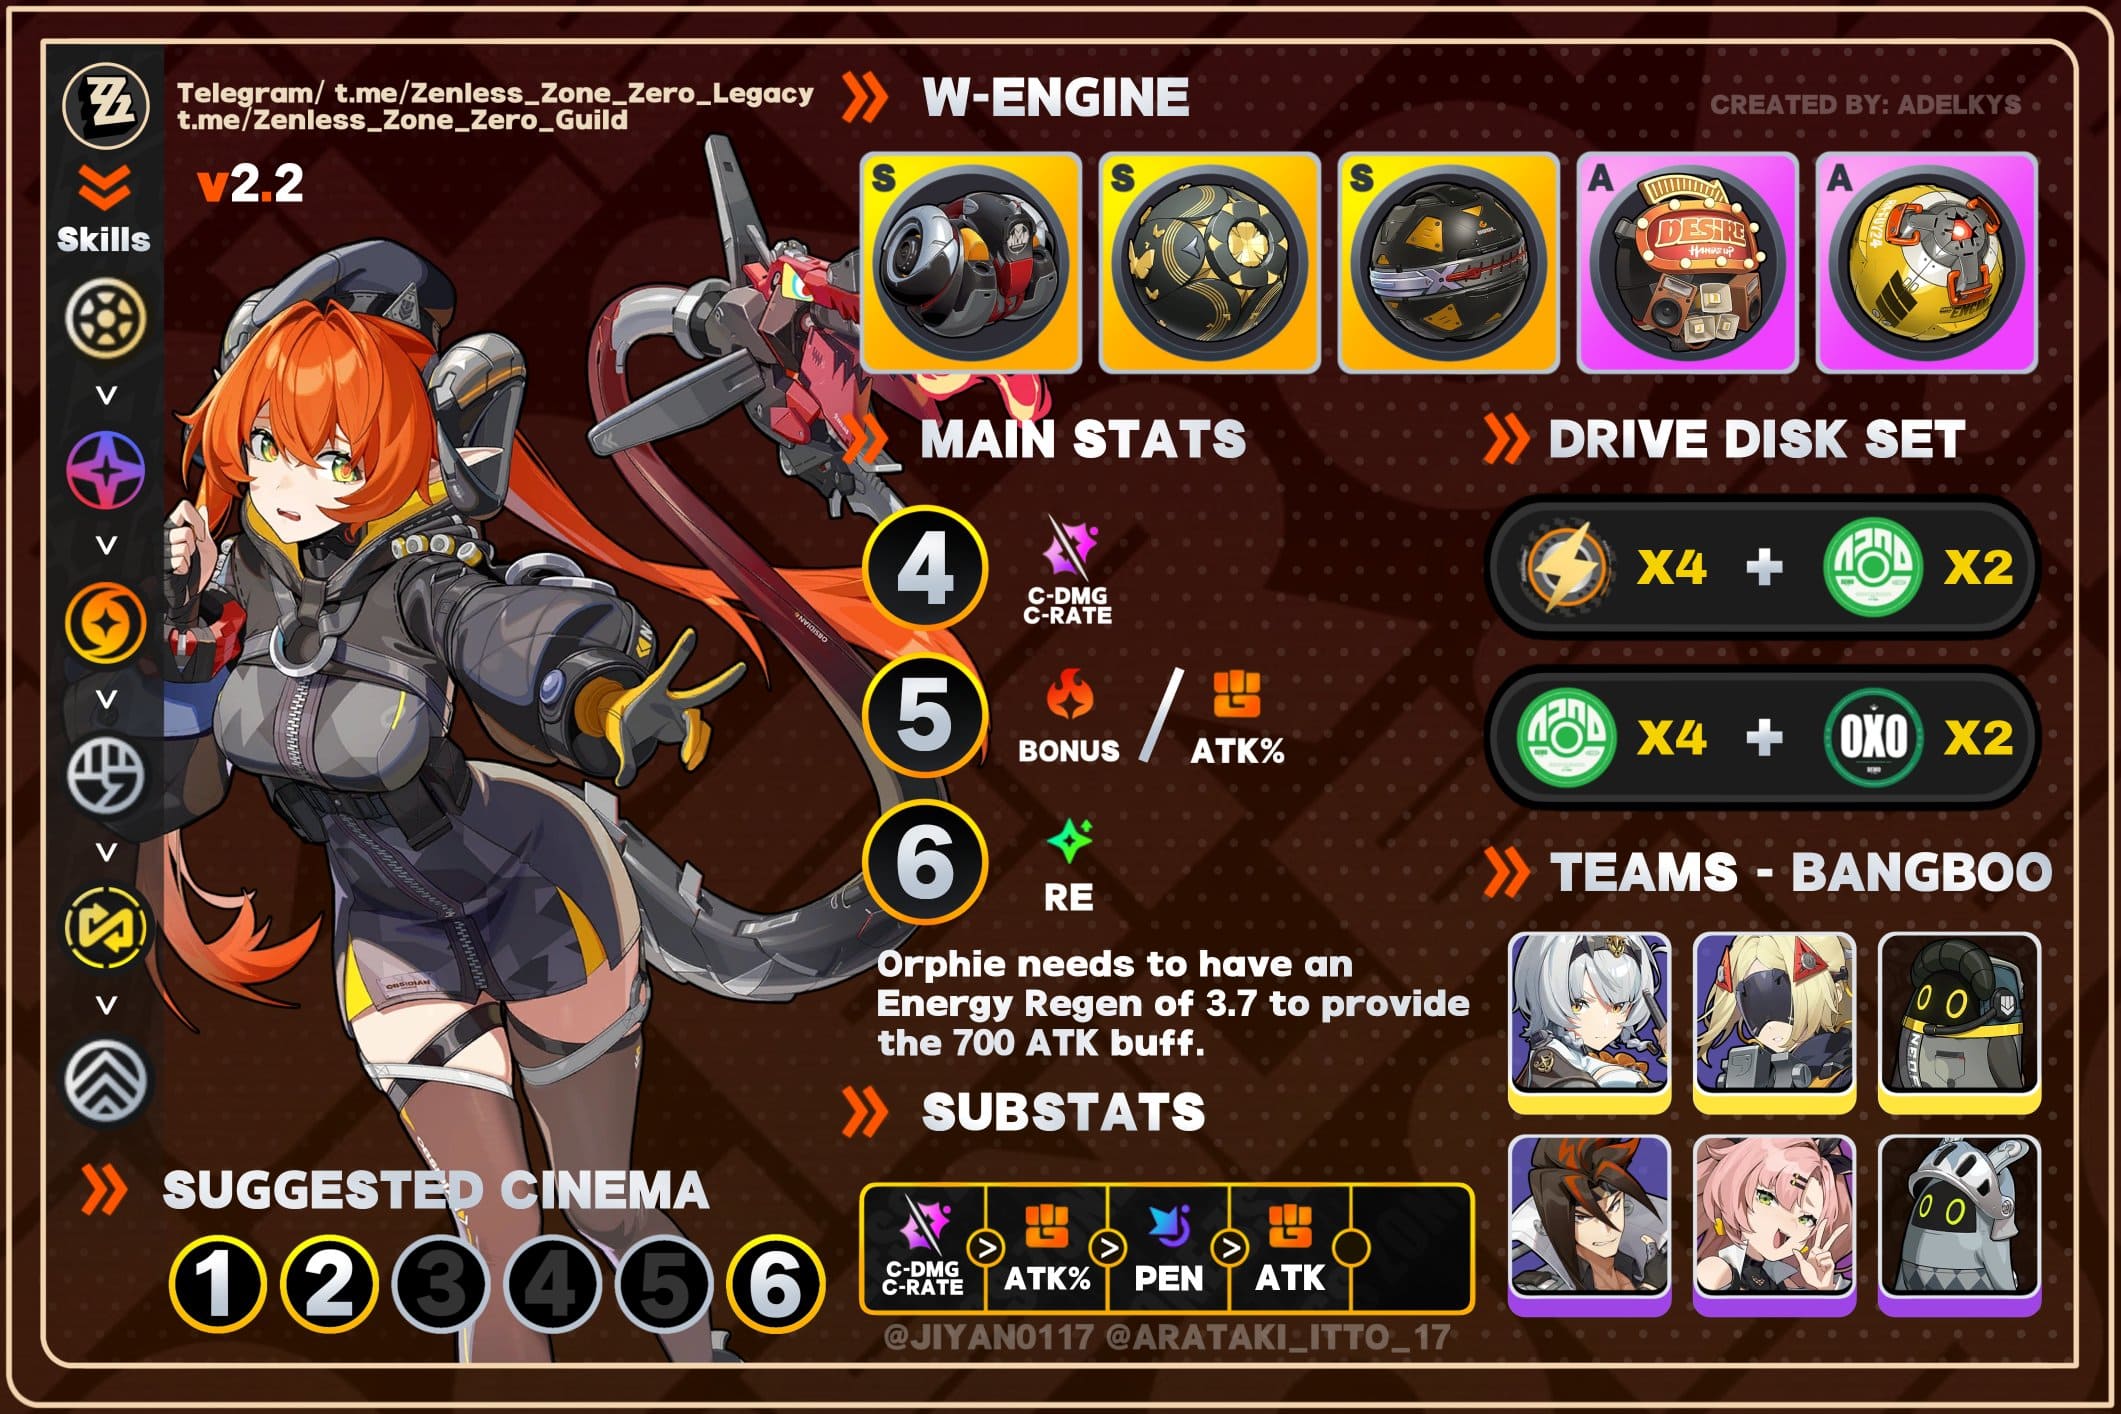 Telegram/ t.me/Zenless_Zone_Zero_Legacy
t.me/Zenless_Zone_Zero_Guild
v2.2
Skills
W-ENGINE
CREATED BY: ADELKYS
S
S
S
A
A
DESIRE
MAIN STATS
4
C-DMG
C-RATE
5
BONUS / ATK%
6
RE
Orphie needs to have an
Energy Regen of 3.7 to provide
the 700 ATK buff.
DRIVE DISK SET
X4 + X2
X4 + OXO X2
TEAMS - BANGBOO
SUBSTATS
C-DMG
C-RATE
> ATK% > PEN > ATK
@JIYAN0117 @ARATAKI_ITTO_17
SUGGESTED CINEMA
1 2 3 4 5 6
OBSIDIAN